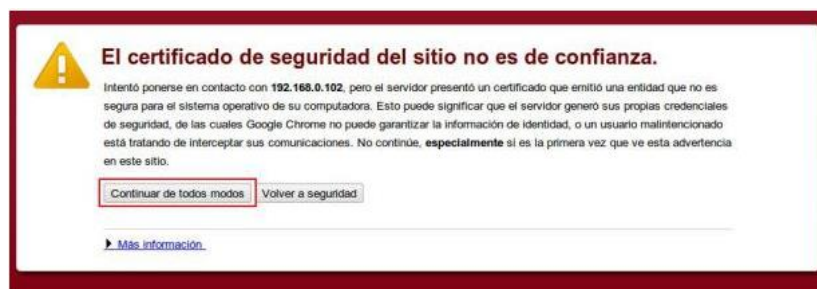 El certificado de seguridad del sitio no es de confianza.
Intentó ponerse en contacto con 192.168.0.102, pero el servidor presentó un certificado que emitió una entidad que no es
segura para el sistema operativo de su computadora. Esto puede significar que el servidor generó sus propias credenciales
de seguridad, de las cuales Google Chrome no puede garantizar la información de identidad, o un usuario malintencionado
está tratando de interceptar sus comunicaciones. No continúe, especialmente si es la primera vez que ve esta advertencia
en este sitio.
Continuar de todos modos Volver a seguridad
Más información